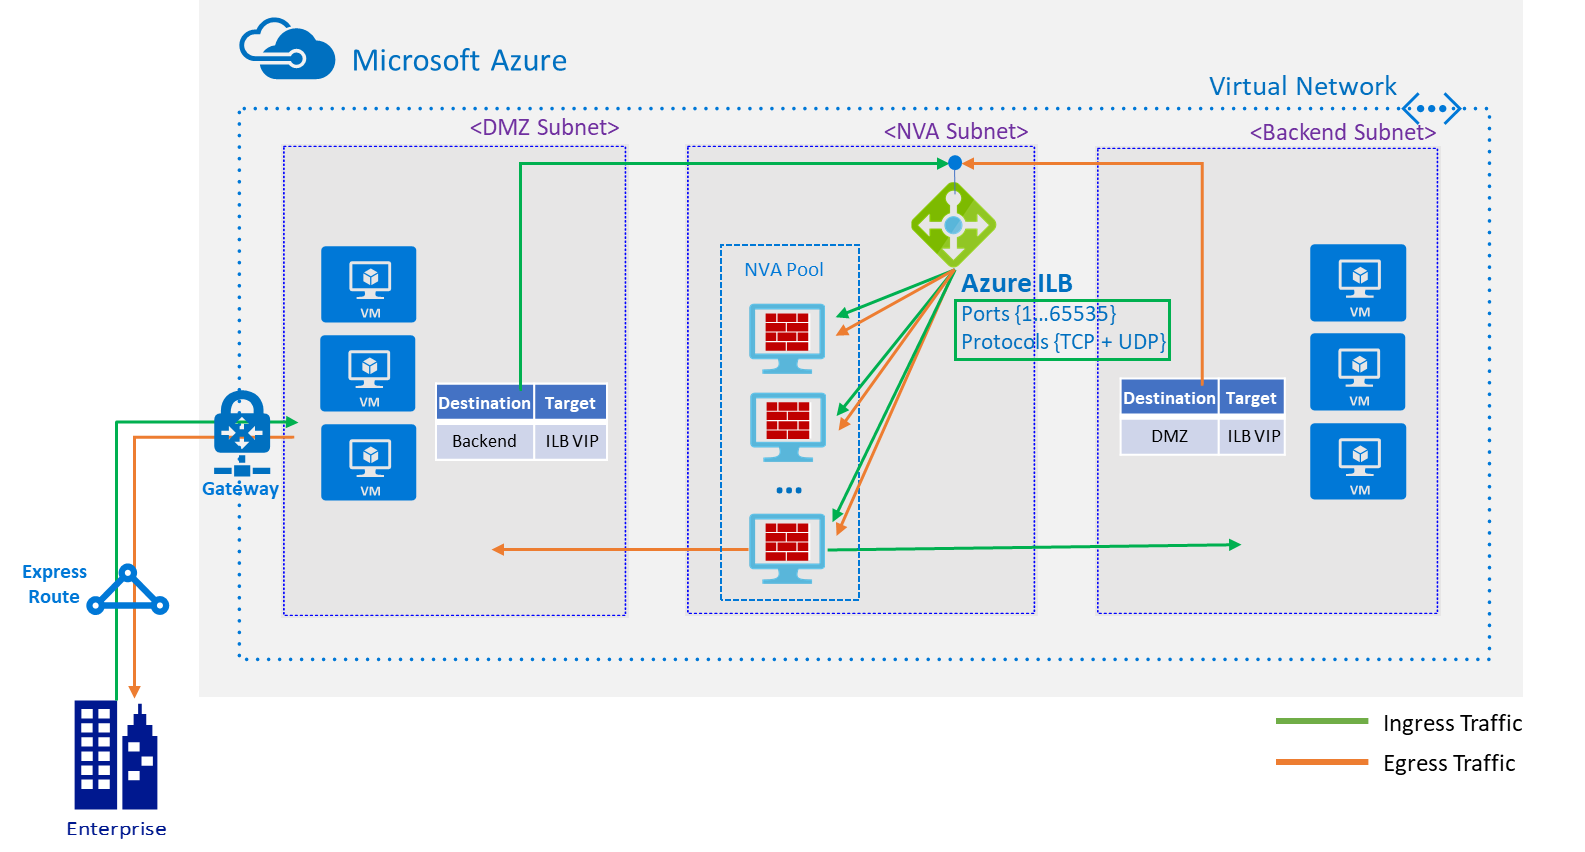 Microsoft Azure
Virtual Network
<DMZ Subnet>
<NVA Subnet>
<Backend Subnet>
VM
VM
VM
Destination Target
Backend ILB VIP
NVA Pool
...
Azure ILB
Ports {1...65535}
Protocols {TCP + UDP}
Destination Target
DMZ ILB VIP
VM
VM
VM
Gateway
Express
Route
Enterprise
Ingress Traffic
Egress Traffic